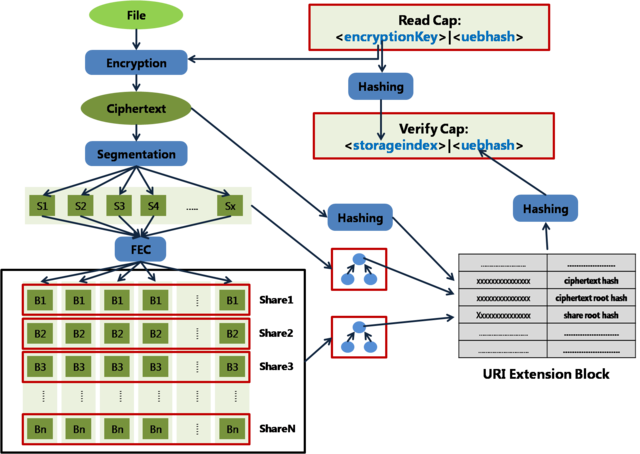 File
Read Cap:
<encryptionKey>|<uebhash>
Encryption
Hashing
Ciphertext
Verify Cap:
<storageindex>|<uebhash>
Segmentation
S1 S2 S3 S4 ..... Sx
Hashing
Hashing
FEC
........................ ........................
xxxxxxxxxxxxxxx ciphertext hash
xxxxxxxxxxxxxxx ciphertext root hash
Xxxxxxxxxxxxxxx share root hash
........................ ........................
........................ ........................
URI Extension Block
B1 B1 B1 B1 B1 Share1
B2 B2 B2 B2 B2 Share2
B3 B3 B3 B3 B3 Share3
Bn Bn Bn Bn Bn ShareN